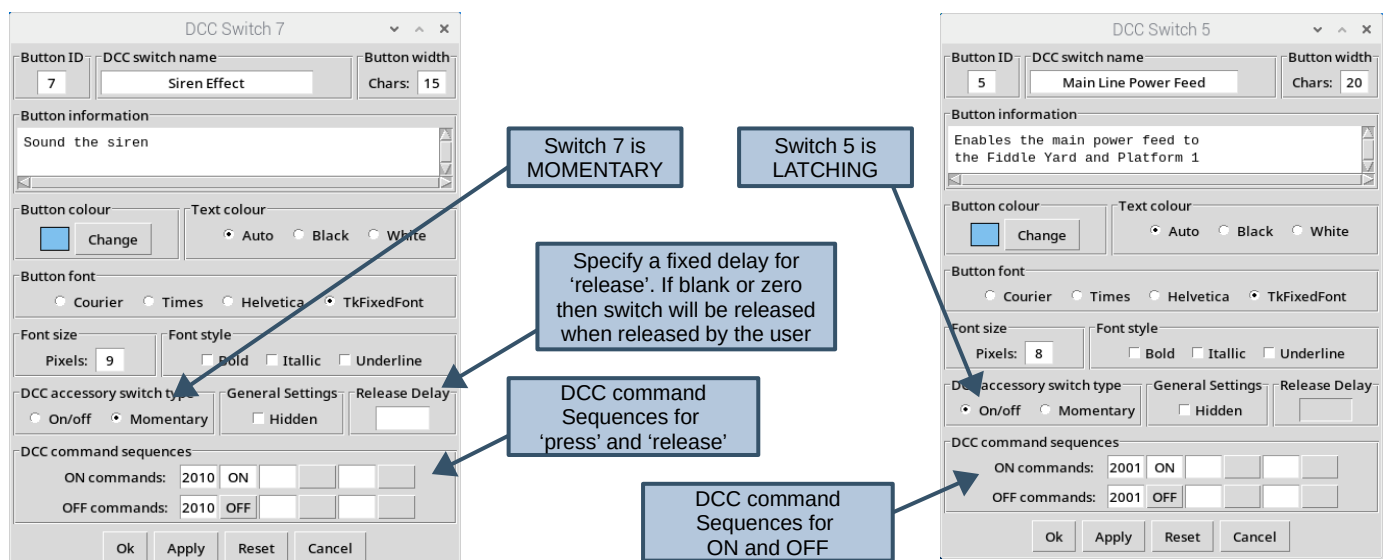 DCC Switch 7
Button ID DCC switch name Button width
7 Siren Effect Chars: 15
Button information
Sound the siren
Button colour Text colour
Change Auto Black White
Button font
Courier Times Helvetica TkFixedFont
Font size Font style
Pixels: 9 Bold Itallic Underline
DCC accessory switch type General Settings Release Delay
On/off Momentary Hidden
DCC command sequences
ON commands: 2010 ON
OFF commands: 2010 OFF
Ok Apply Reset Cancel
Switch 7 is
MOMENTARY
Switch 5 is
LATCHING
Specify a fixed delay for
‘release’. If blank or zero
then switch will be released
when released by the user
DCC command
Sequences for
‘press’ and ‘release’
DCC command
Sequences for
ON and OFF
DCC Switch 5
Button ID DCC switch name Button width
5 Main Line Power Feed Chars: 20
Button information
Enables the main power feed to
the Fiddle Yard and Platform 1
Button colour Text colour
Change Auto Black White
Button font
Courier Times Helvetica TkFixedFont
Font size Font style
Pixels: 8 Bold Itallic Underline
DCC accessory switch type General Settings Release Delay
On/off Momentary Hidden
DCC command sequences
ON commands: 2001 ON
OFF commands: 2001 OFF
Ok Apply Reset Cancel